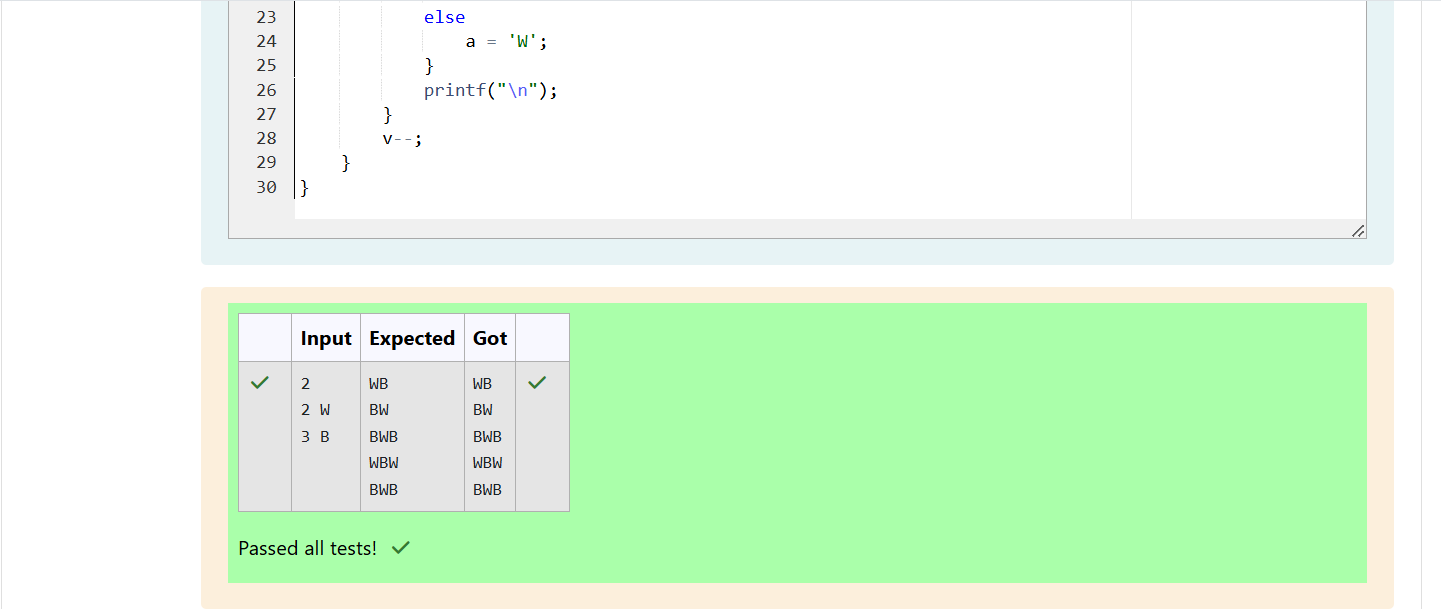 23 else
24 a = 'W';
25 }
26 printf("\n");
27 }
28 v--;
29 }
30 }
Input Expected Got
2 WB WB
2 W BW BW
3 B BWB BWB
WBW WBW
BWB BWB
Passed all tests!